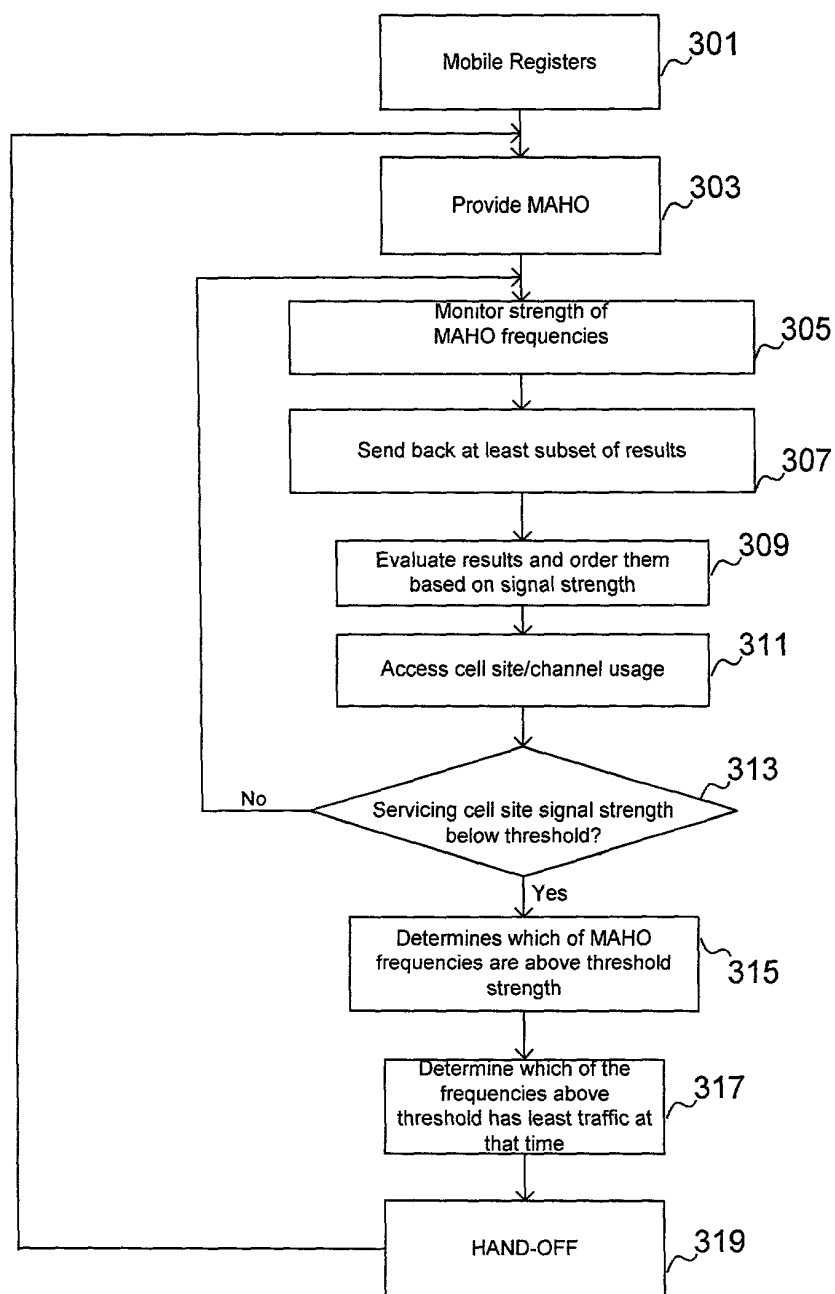 Mobile Registers
301
Provide MAHO
303
Monitor strength of
MAHO frequencies
305
Send back at least subset of results
307
Evaluate results and order them
based on signal strength
309
Access cell site/channel usage
311
Servicing cell site signal strength
below threshold?
313
No
Yes
Determines which of MAHO
frequencies are above threshold
strength
315
Determine which of the
frequencies above
threshold has least traffic at
that time
317
HAND-OFF
319